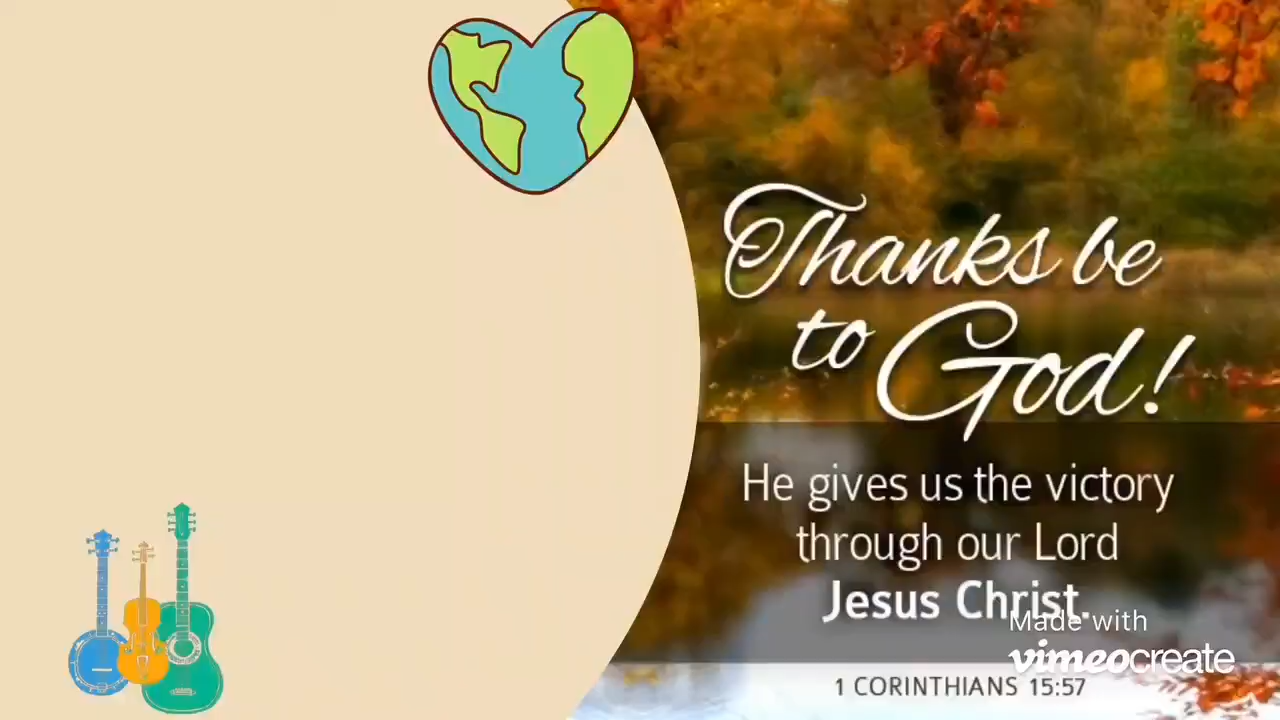 Thanks be
to God!
He gives us the victory
through our Lord
Jesus Christ.
Made with
vimeocreate
1 CORINTHIANS 15:57